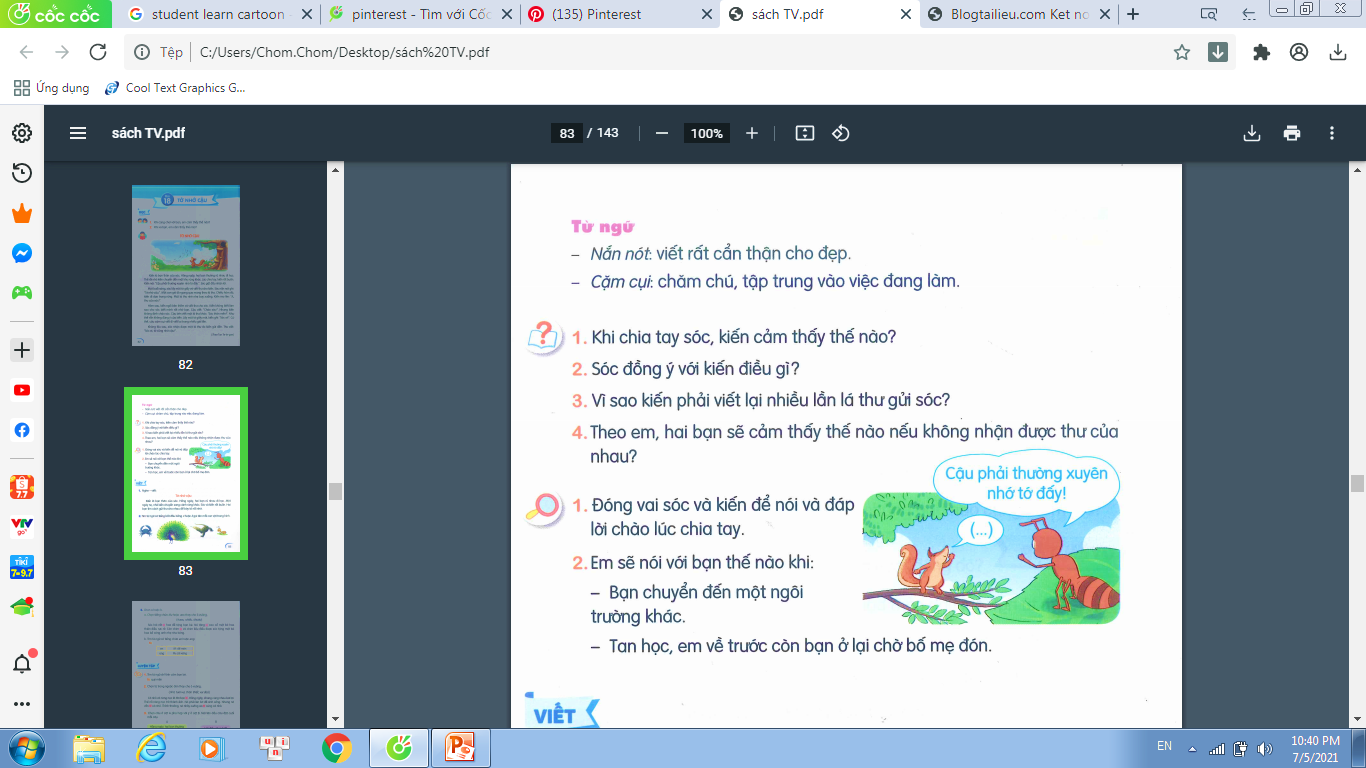 cốc cốc
student learn cartoon
pinterest - Tìm với Cốc
(135) Pinterest
sách TV.pdf
Blogtailieu.com Ket no
Tệp
C:/Users/Chom.Chom/Desktop/sách%20TV.pdf
Ứng dụng
Cool Text Graphics G...
sách TV.pdf
83 / 143
100%
82
83
Từ ngữ
– Nắn nót: viết rất cẩn thận cho đẹp.
– Cặm cụi: chăm chú, tập trung vào việc đang làm.
1. Khi chia tay sóc, kiến cảm thấy thế nào?
2. Sóc đồng ý với kiến điều gì?
3. Vì sao kiến phải viết lại nhiều lần lá thư gửi sóc?
4. Theo em, hai bạn sẽ cảm thấy thế nào nếu không nhận được thư của
nhau?
Cậu phải thường xuyên
nhớ tớ đấy!
(...)
1. Đóng vai sóc và kiến để nói và đáp
lời chào lúc chia tay.
2. Em sẽ nói với bạn thế nào khi:
– Bạn chuyển đến một ngôi
trường khác.
– Tan học, em về trước còn bạn ở lại chờ bố mẹ đón.
VIẾT
EN
10:40 PM
7/5/2021